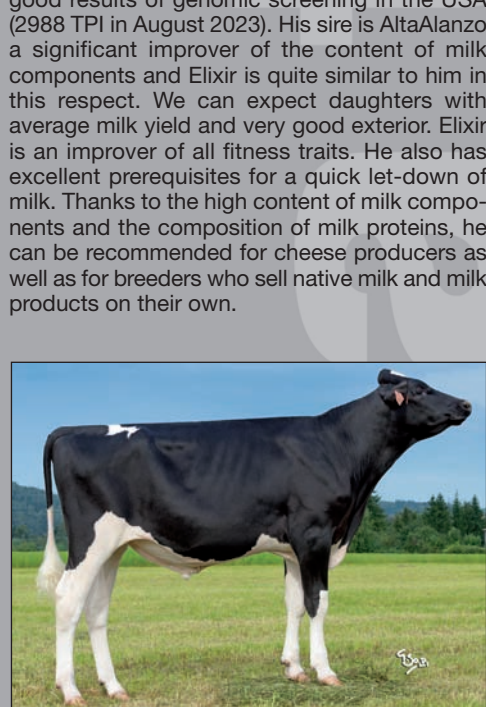 good results of genomic screening in the USA
(2988 TPI in August 2023). His sire is AltaAlanzo
a significant improver of the content of milk
components and Elixir is quite similar to him in
this respect. We can expect daughters with
average milk yield and very good exterior. Elixir
is an improver of all fitness traits. He also has
excellent prerequisites for a quick let-down of
milk. Thanks to the high content of milk compo-
nents and the composition of milk proteins, he
can be recommended for cheese producers as
well as for breeders who sell native milk and milk
products on their own.